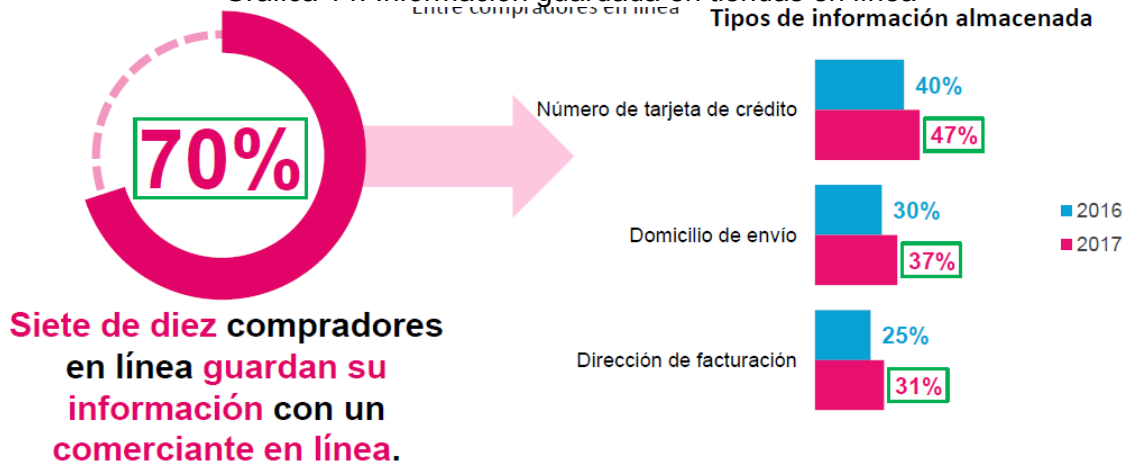 Entre compradores en línea
Tipos de información almacenada
70%
Número de tarjeta de crédito
40%
47%
Domicilio de envío
30%
37%
2016
2017
Dirección de facturación
25%
31%
Siete de diez compradores
en línea guardan su
información con un
comerciante en línea.